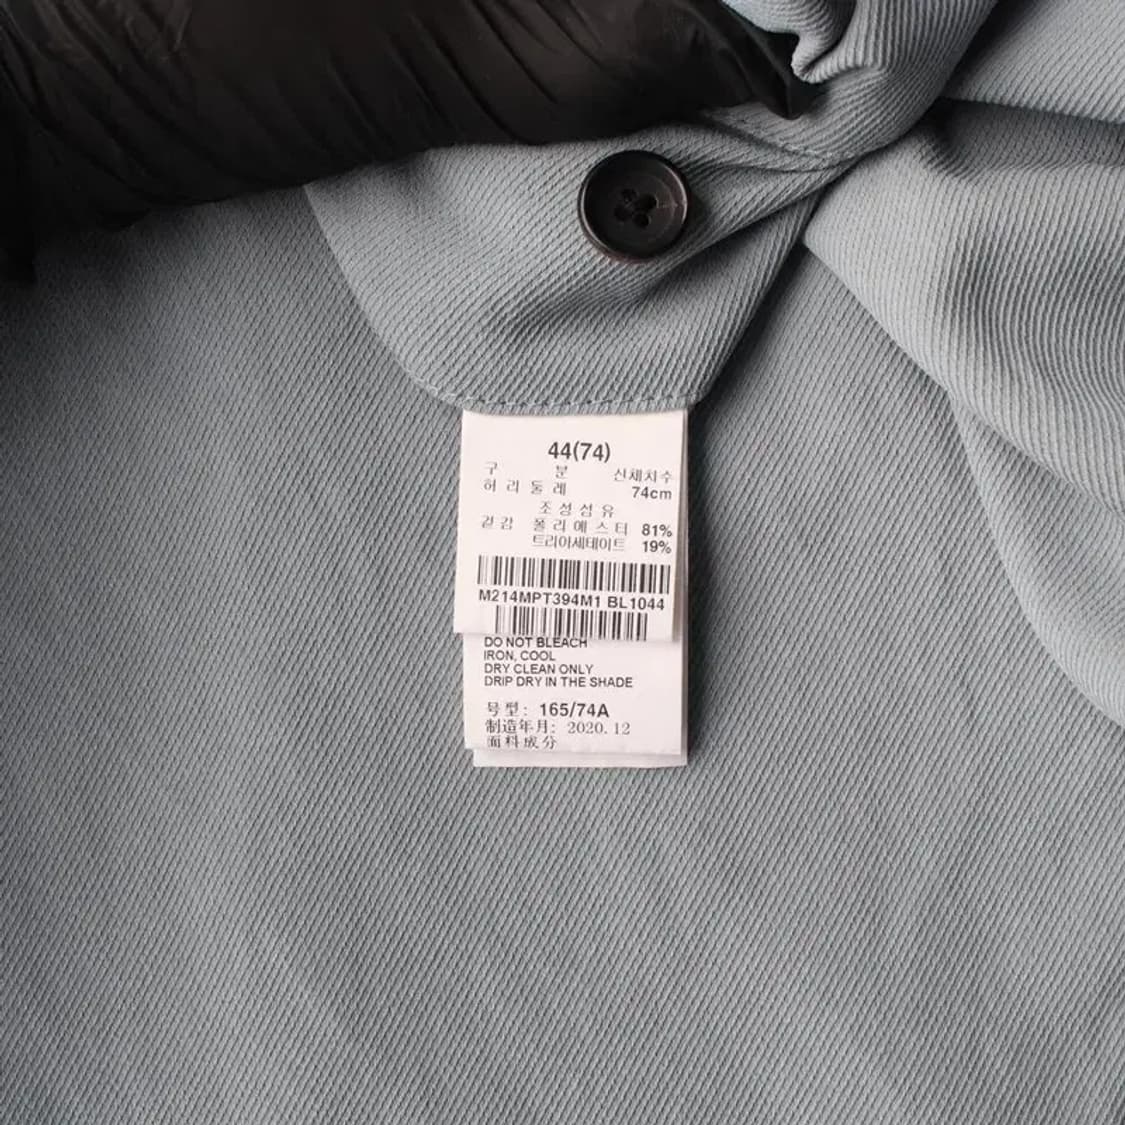 44(74)
구 분 신체치수
허 리 둘 레 74cm
조 성 섬 유
겉감 폴 리 에 스 터 81%
트리아세테이트 19%
M214MPT394M1 BL1044
DO NOT BLEACH
IRON, COOL
DRY CLEAN ONLY
DRIP DRY IN THE SHADE
号型: 165/74A
制造年月: 2020.12
面料成分